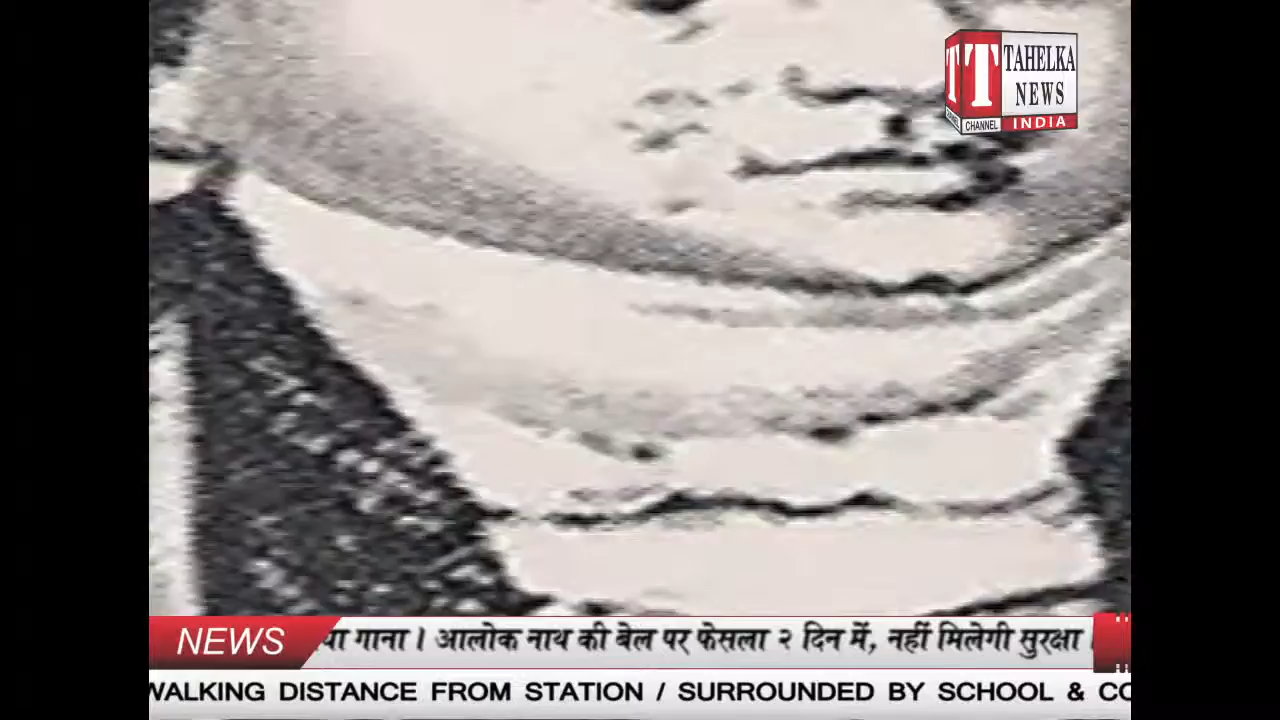 TAHELKA
NEWS
CHANNEL INDIA
NEWS
गाना । आलोक नाथ की बेल पर फेसला २ दिन में, नहीं मिलेगी सुरक्षा
WALKING DISTANCE FROM STATION / SURROUNDED BY SCHOOL &